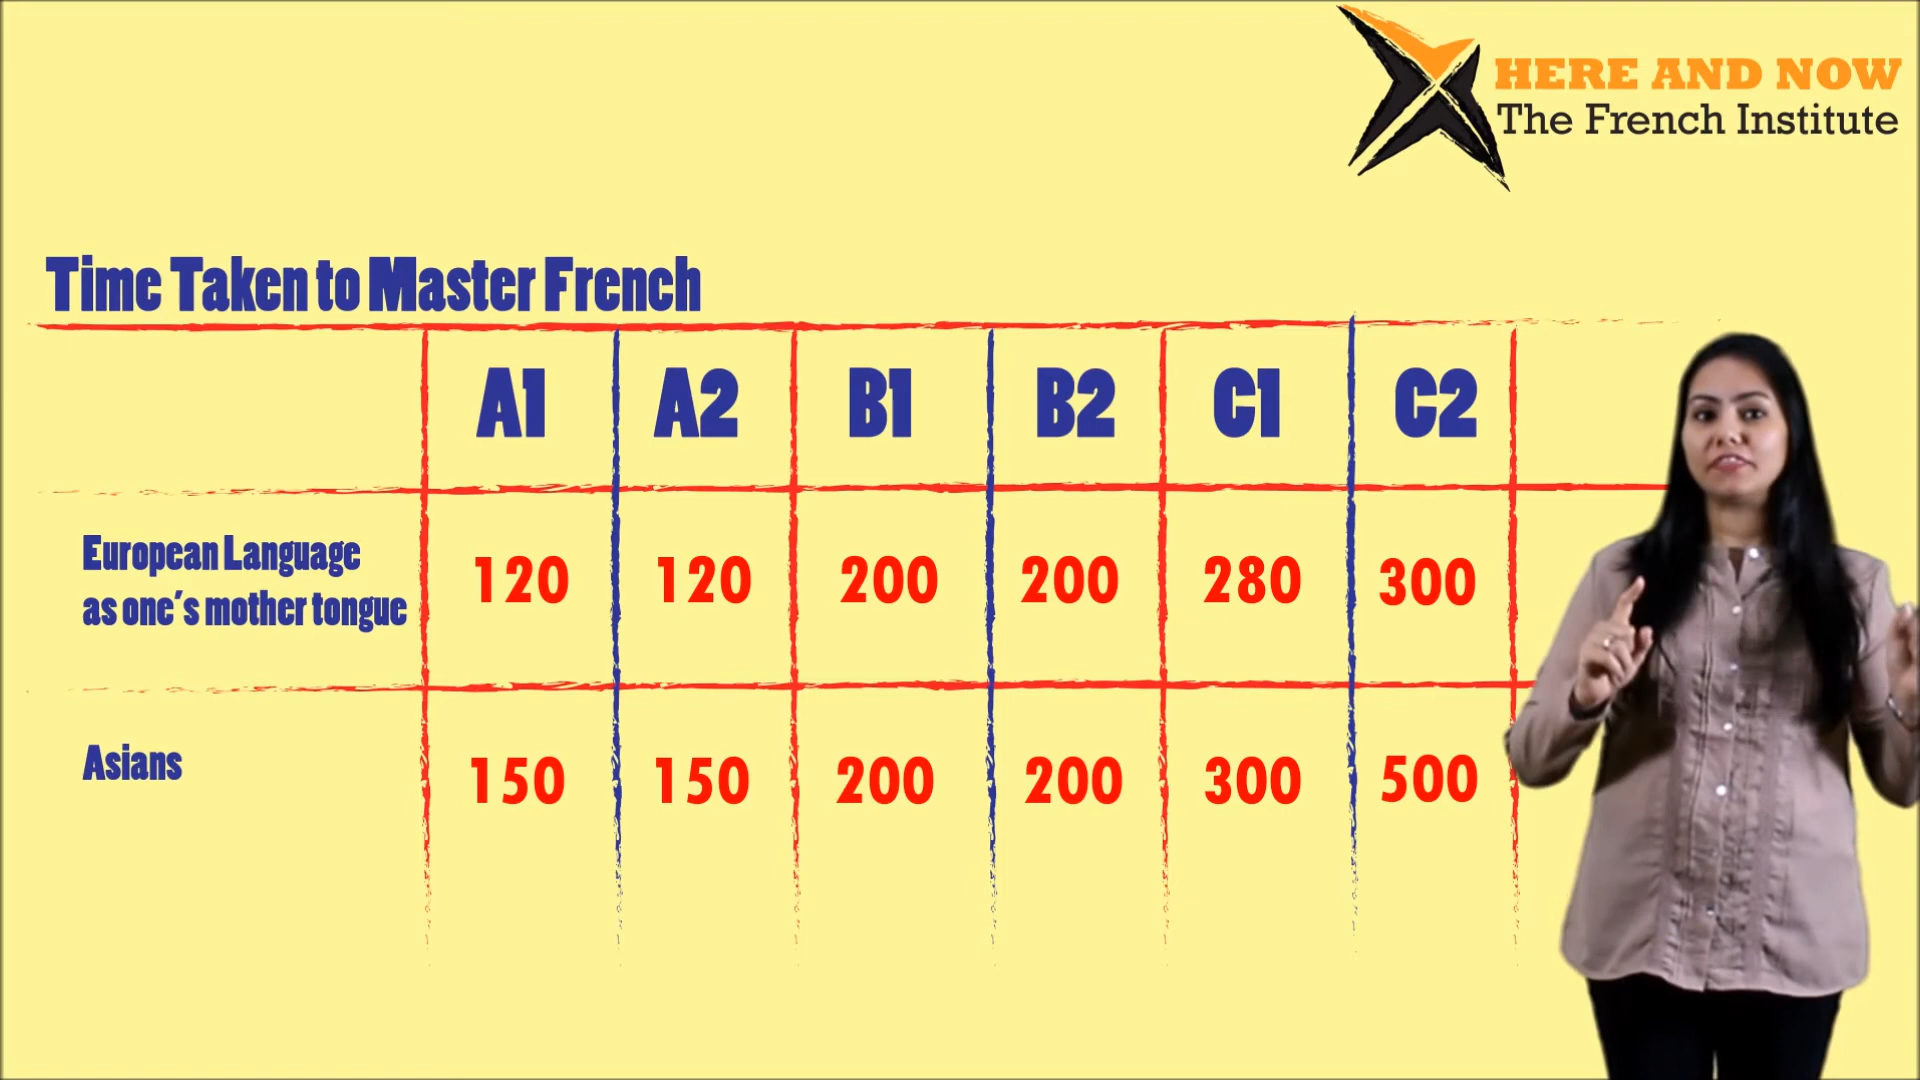 HERE AND NOW
The French Institute
Time Taken to Master French
A1 A2 B1 B2 C1 C2
European Language
as one's mother tongue
120 120 200 200 280 300
Asians
150 150 200 200 300 500